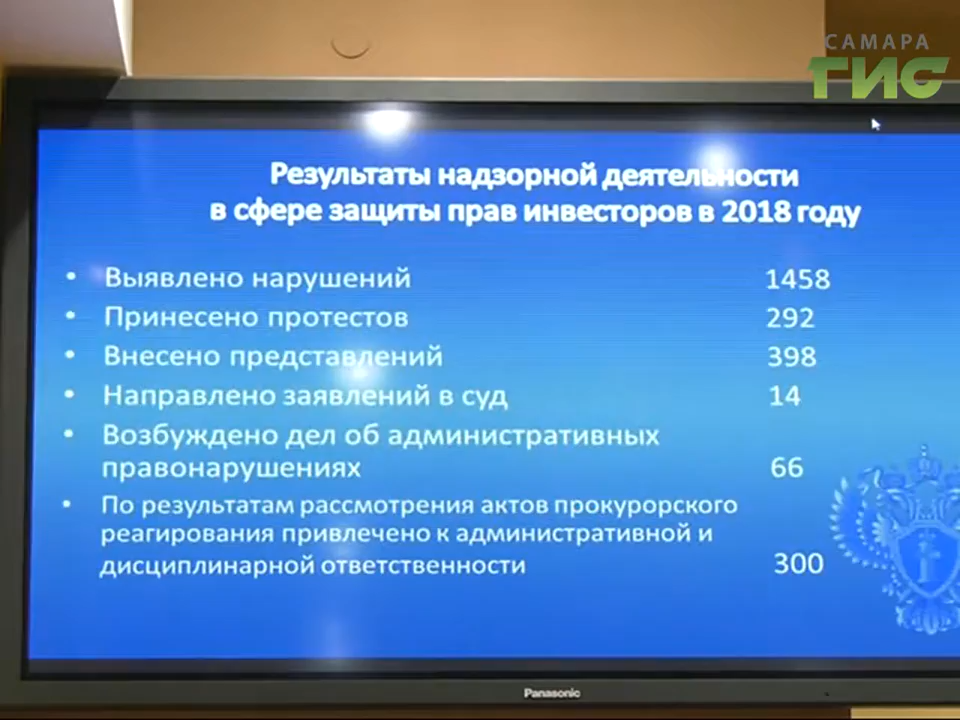 САМАРА
ГИС
Результаты надзорной деятельности
в сфере защиты прав инвесторов в 2018 году
• Выявлено нарушений 1458
• Принесено протестов 292
• Внесено представлений 398
• Направлено заявлений в суд 14
• Возбуждено дел об административных
правонарушениях 66
• По результатам рассмотрения актов прокурорского
реагирования привлечено к административной и
дисциплинарной ответственности 300
Panasonic